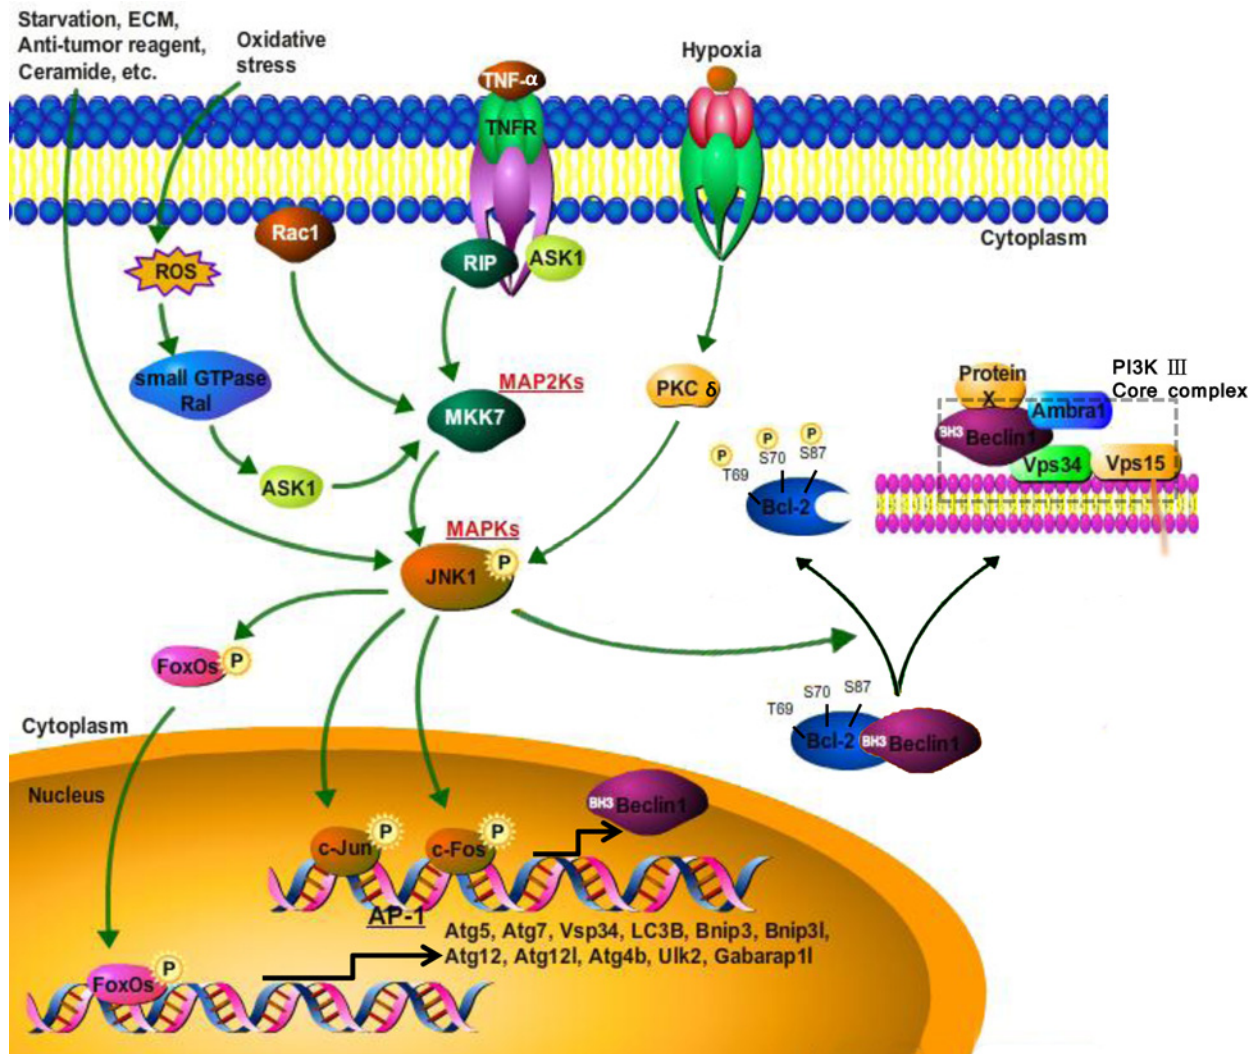 Starvation, ECM,
Anti-tumor reagent,
Ceramide, etc.
Oxidative
stress
TNF-α
TNFR
Hypoxia
Cytoplasm
Rac1
RIP
ASK1
ROS
small GTPase
Ral
MAP2Ks
MKK7
PKC δ
ASK1
MAPKs
JNK1
P
Protein
X
PI3K III
Core complex
Ambra1
BH3
Beclin1
Vps34
Vps15
P
P
P
T69
S70
S87
Bcl-2
FoxOs
P
T69
S70
S87
Bcl-2
BH3
Beclin1
Cytoplasm
Nucleus
BH3
Beclin1
c-Jun
P
c-Fos
P
AP-1
Atg5, Atg7, Vsp34, LC3B, Bnip3, Bnip3l,
Atg12, Atg12l, Atg4b, Ulk2, Gabarap1l
FoxOs
P